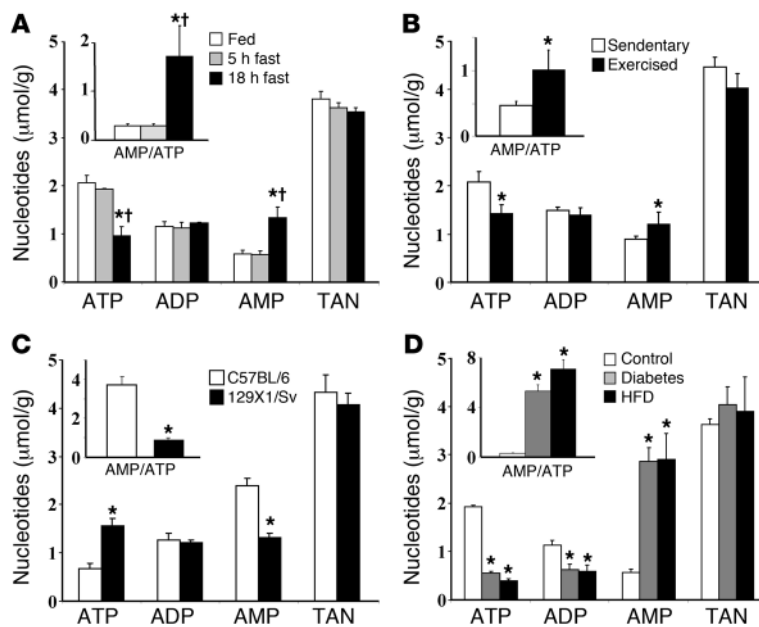 A
Nucleotides (μmol/g)
5
4
3
2
1
0
2
1
0
AMP/ATP
*†
Fed
5 h fast
18 h fast
*†
*†
ATP ADP AMP TAN
B
Nucleotides (μmol/g)
5
4
3
2
1
0
1
0
AMP/ATP
*
Sendentary
Exercised
*
*
ATP ADP AMP TAN
C
Nucleotides (μmol/g)
5
4
3
2
1
0
4
2
0
AMP/ATP
*
C57BL/6
129X1/Sv
*
*
ATP ADP AMP TAN
D
Nucleotides (μmol/g)
5
4
3
2
1
0
8
4
0
AMP/ATP
* *
Control
Diabetes
HFD
* *
* *
* *
ATP ADP AMP TAN